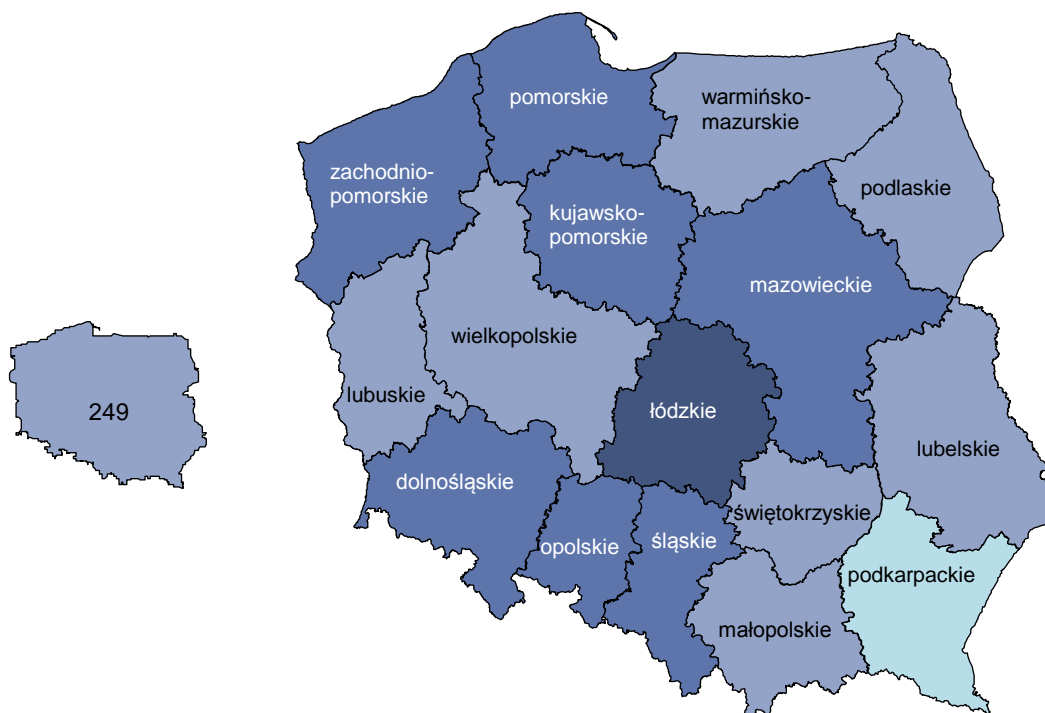 pomorskie
warmińsko-
mazurskie
zachodnio-
pomorskie
podlaskie
kujawsko-
pomorskie
mazowieckie
wielkopolskie
lubuskie
249
łódzkie
lubelskie
dolnośląskie
świętokrzyskie
opolskie
śląskie
podkarpackie
małopolskie